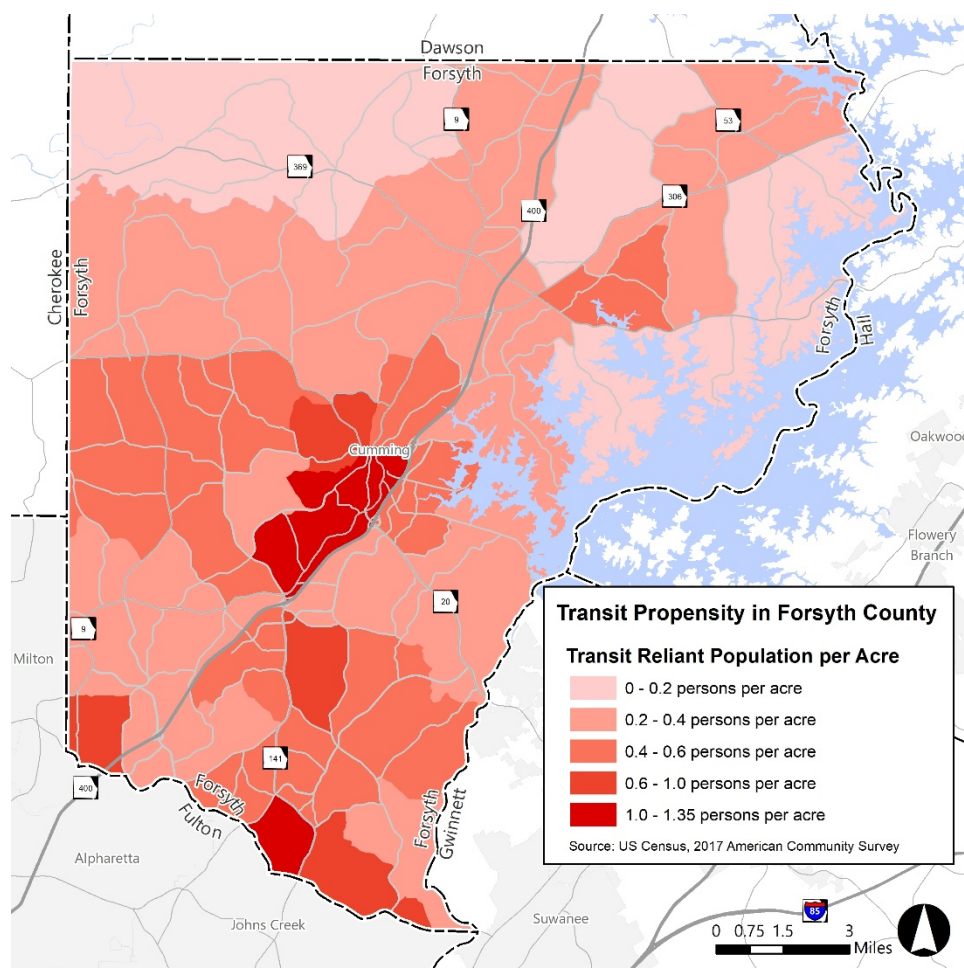 Dawson
Forsyth
9
53
369
306
400
Cherokee
Forsyth
Forsyth
Hall
Cumming
Oakwood
Flowery
Branch
20
9
Milton
141
400
Forsyth
Fulton
Forsyth
Gwinnett
Alpharetta
Johns Creek
Suwanee
85
Transit Propensity in Forsyth County
Transit Reliant Population per Acre
0 - 0.2 persons per acre
0.2 - 0.4 persons per acre
0.4 - 0.6 persons per acre
0.6 - 1.0 persons per acre
1.0 - 1.35 persons per acre
Source: US Census, 2017 American Community Survey
0 0.75 1.5 3
Miles